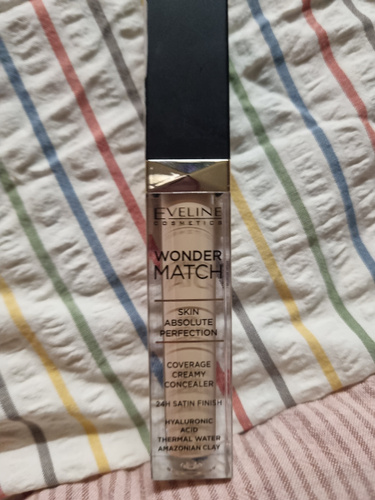 EVELINE
COSMETICS
WONDER
MATCH
SKIN
ABSOLUTE
PERFECTION
COVERAGE
CREAMY
CONCEALER
24H SATIN FINISH
HYALURONIC
ACID
THERMAL WATER
AMAZONIAN CLAY